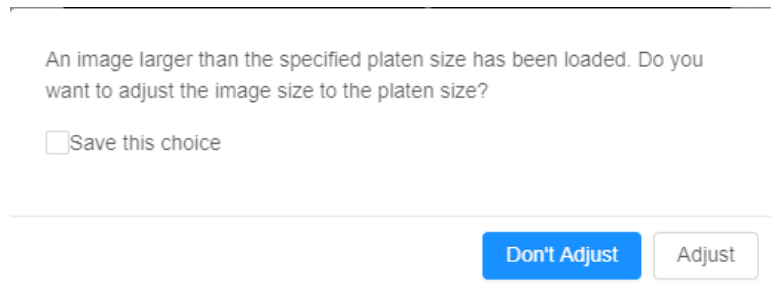 An image larger than the specified platen size has been loaded. Do you
want to adjust the image size to the platen size?
Save this choice
Don't Adjust
Adjust